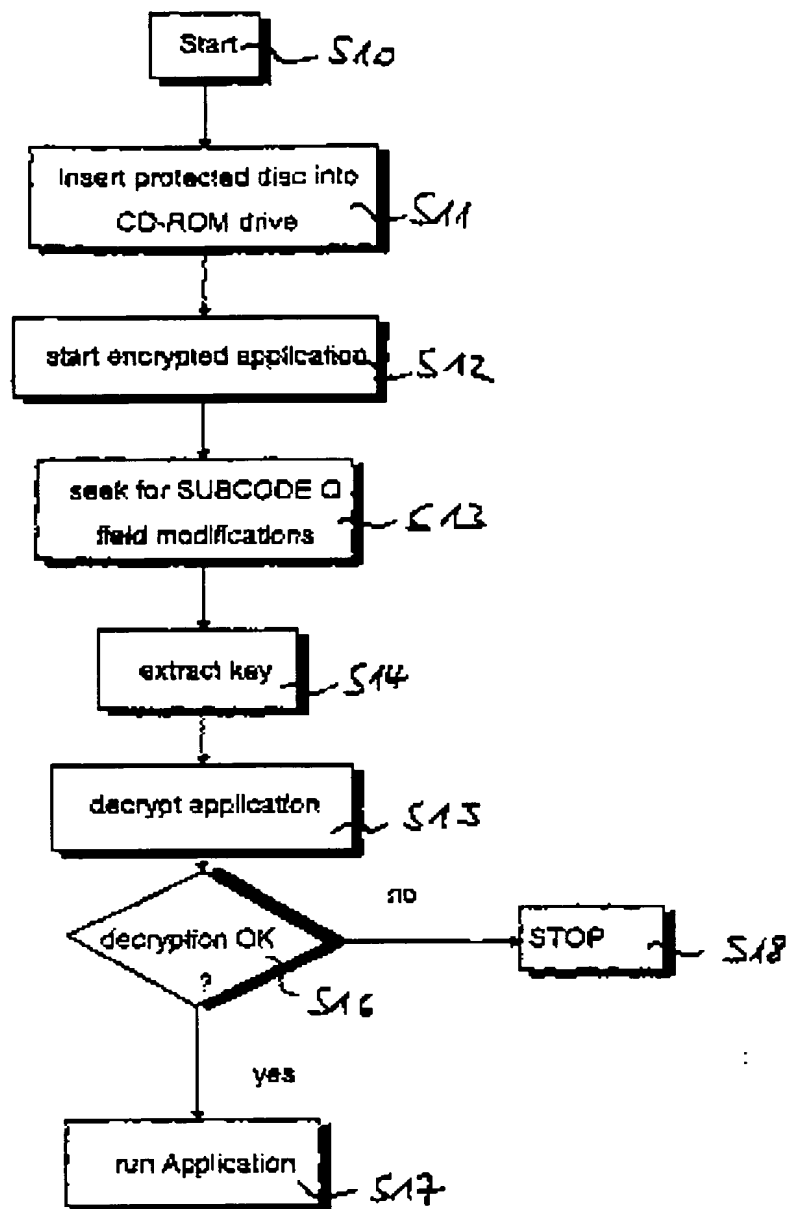 Start
S10
Insert protected disc into
CD-ROM drive
S11
start encrypted application
S12
seek for SUBCODE Q
field modifications
S13
extract key
S14
decrypt application
S15
decryption OK
?
S16
no
STOP
S18
yes
run Application
S17